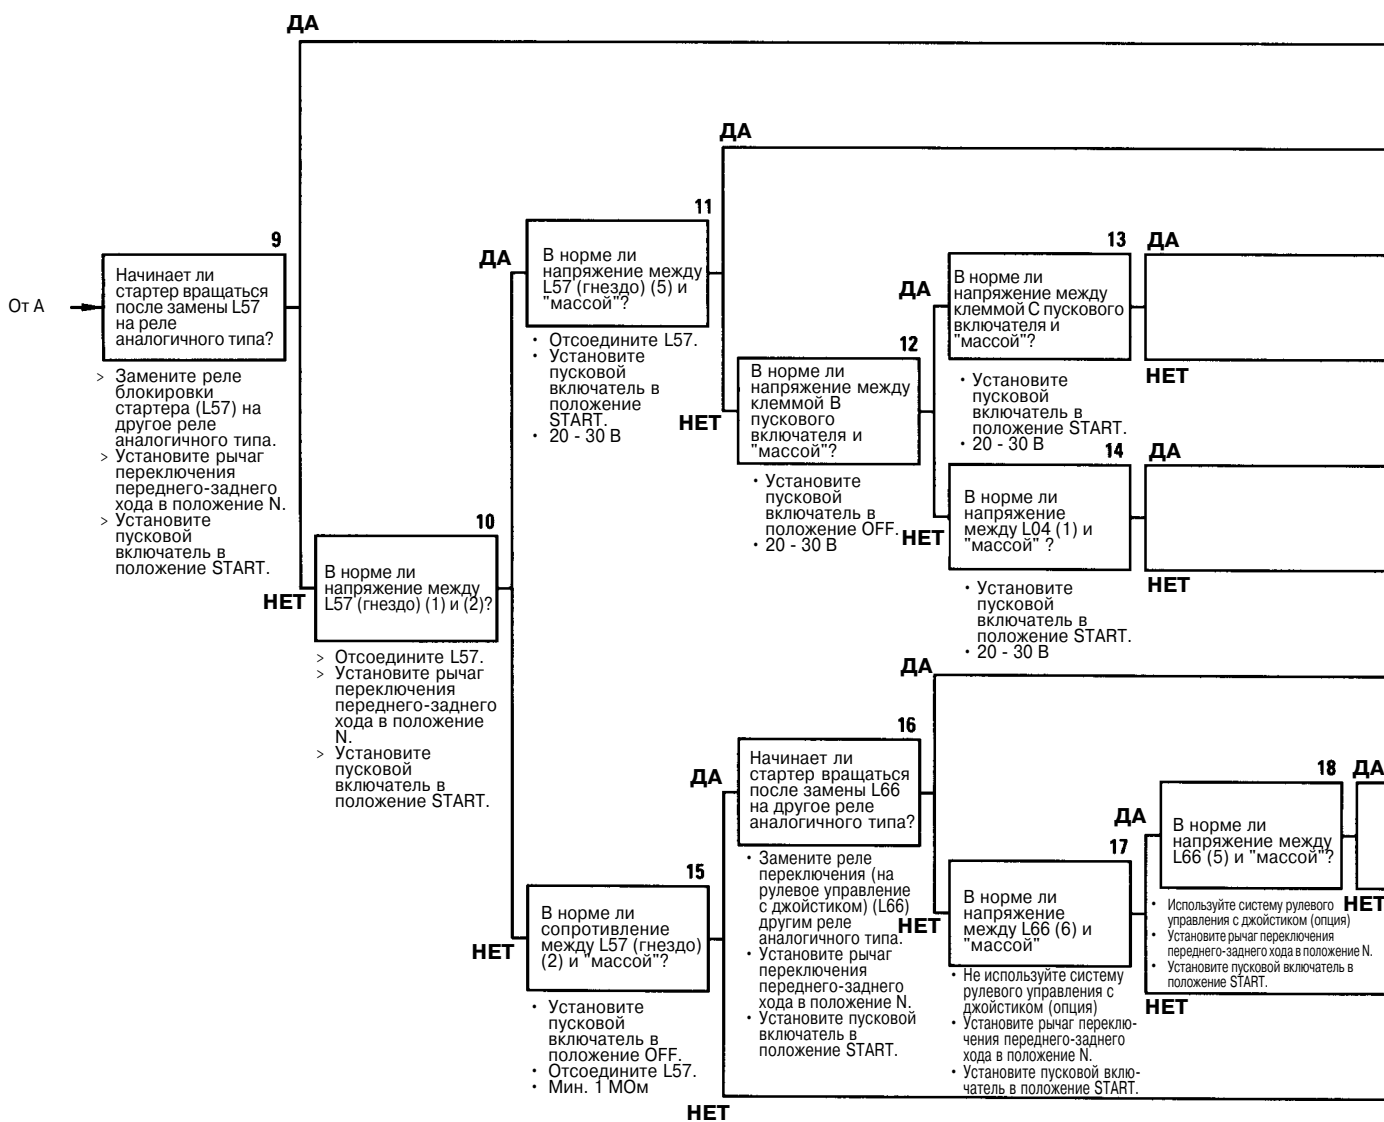 ДА
ДА
От А
9
Начинает ли
стартер вращаться
после замены L57
на реле
аналогичного типа?
> Замените реле
блокировки
стартера (L57) на
другое реле
аналогичного типа.
> Установите рычаг
переключения
переднего-заднего
хода в положение N.
> Установите
пусковой
включатель в
положение START.
НЕТ
10
В норме ли
напряжение между
L57 (гнездо) (1) и (2)?
> Отсоедините L57.
> Установите рычаг
переключения
переднего-заднего
хода в положение
N.
> Установите
пусковой
включатель в
положение START.
ДА
11
В норме ли
напряжение между
L57 (гнездо) (5) и
"массой"?
· Отсоедините L57.
· Установите
пусковой
включатель в
положение
START.
· 20 - 30 В
НЕТ
12
В норме ли
напряжение между
клеммой B
пускового
включателя и
"массой"?
· Установите
пусковой
включатель в
положение OFF.
· 20 - 30 В
ДА
13
В норме ли
напряжение между
клеммой С пускового
включателя и
"массой"?
· Установите
пусковой
включатель в
положение START.
· 20 - 30 В
ДА
НЕТ
НЕТ
14
В норме ли
напряжение
между L04 (1) и
"массой" ?
· Установите
пусковой
включатель в
положение START.
· 20 - 30 В
ДА
НЕТ
НЕТ
15
В норме ли
сопротивление
между L57 (гнездо)
(2) и "массой"?
· Установите
пусковой
включатель в
положение OFF.
· Отсоедините L57.
· Мин. 1 МОм
НЕТ
ДА
16
Начинает ли
стартер вращаться
после замены L66
на другое реле
аналогичного типа?
· Замените реле
переключения (на
рулевое управление
с джойстиком) (L66)
другим реле
аналогичного типа.
· Установите рычаг
переключения
переднего-заднего
хода в положение N.
· Установите пусковой
включатель в
положение START.
ДА
НЕТ
17
В норме ли
напряжение
между L66 (6) и
"массой"
· Не используйте систему
рулевого управления с
джойстиком (опция)
· Установите рычаг переклю-
чения переднего-заднего
хода в положение N.
· Установите пусковой вклю-
чатель в положение START.
ДА
18
В норме ли
напряжение между
L66 (5) и "массой"?
· Используйте систему рулевого
управления с джойстиком (опция)
· Установите рычаг переключения
переднего-заднего хода в положение N.
· Установите пусковой включатель в
положение START.
ДА
НЕТ
НЕТ